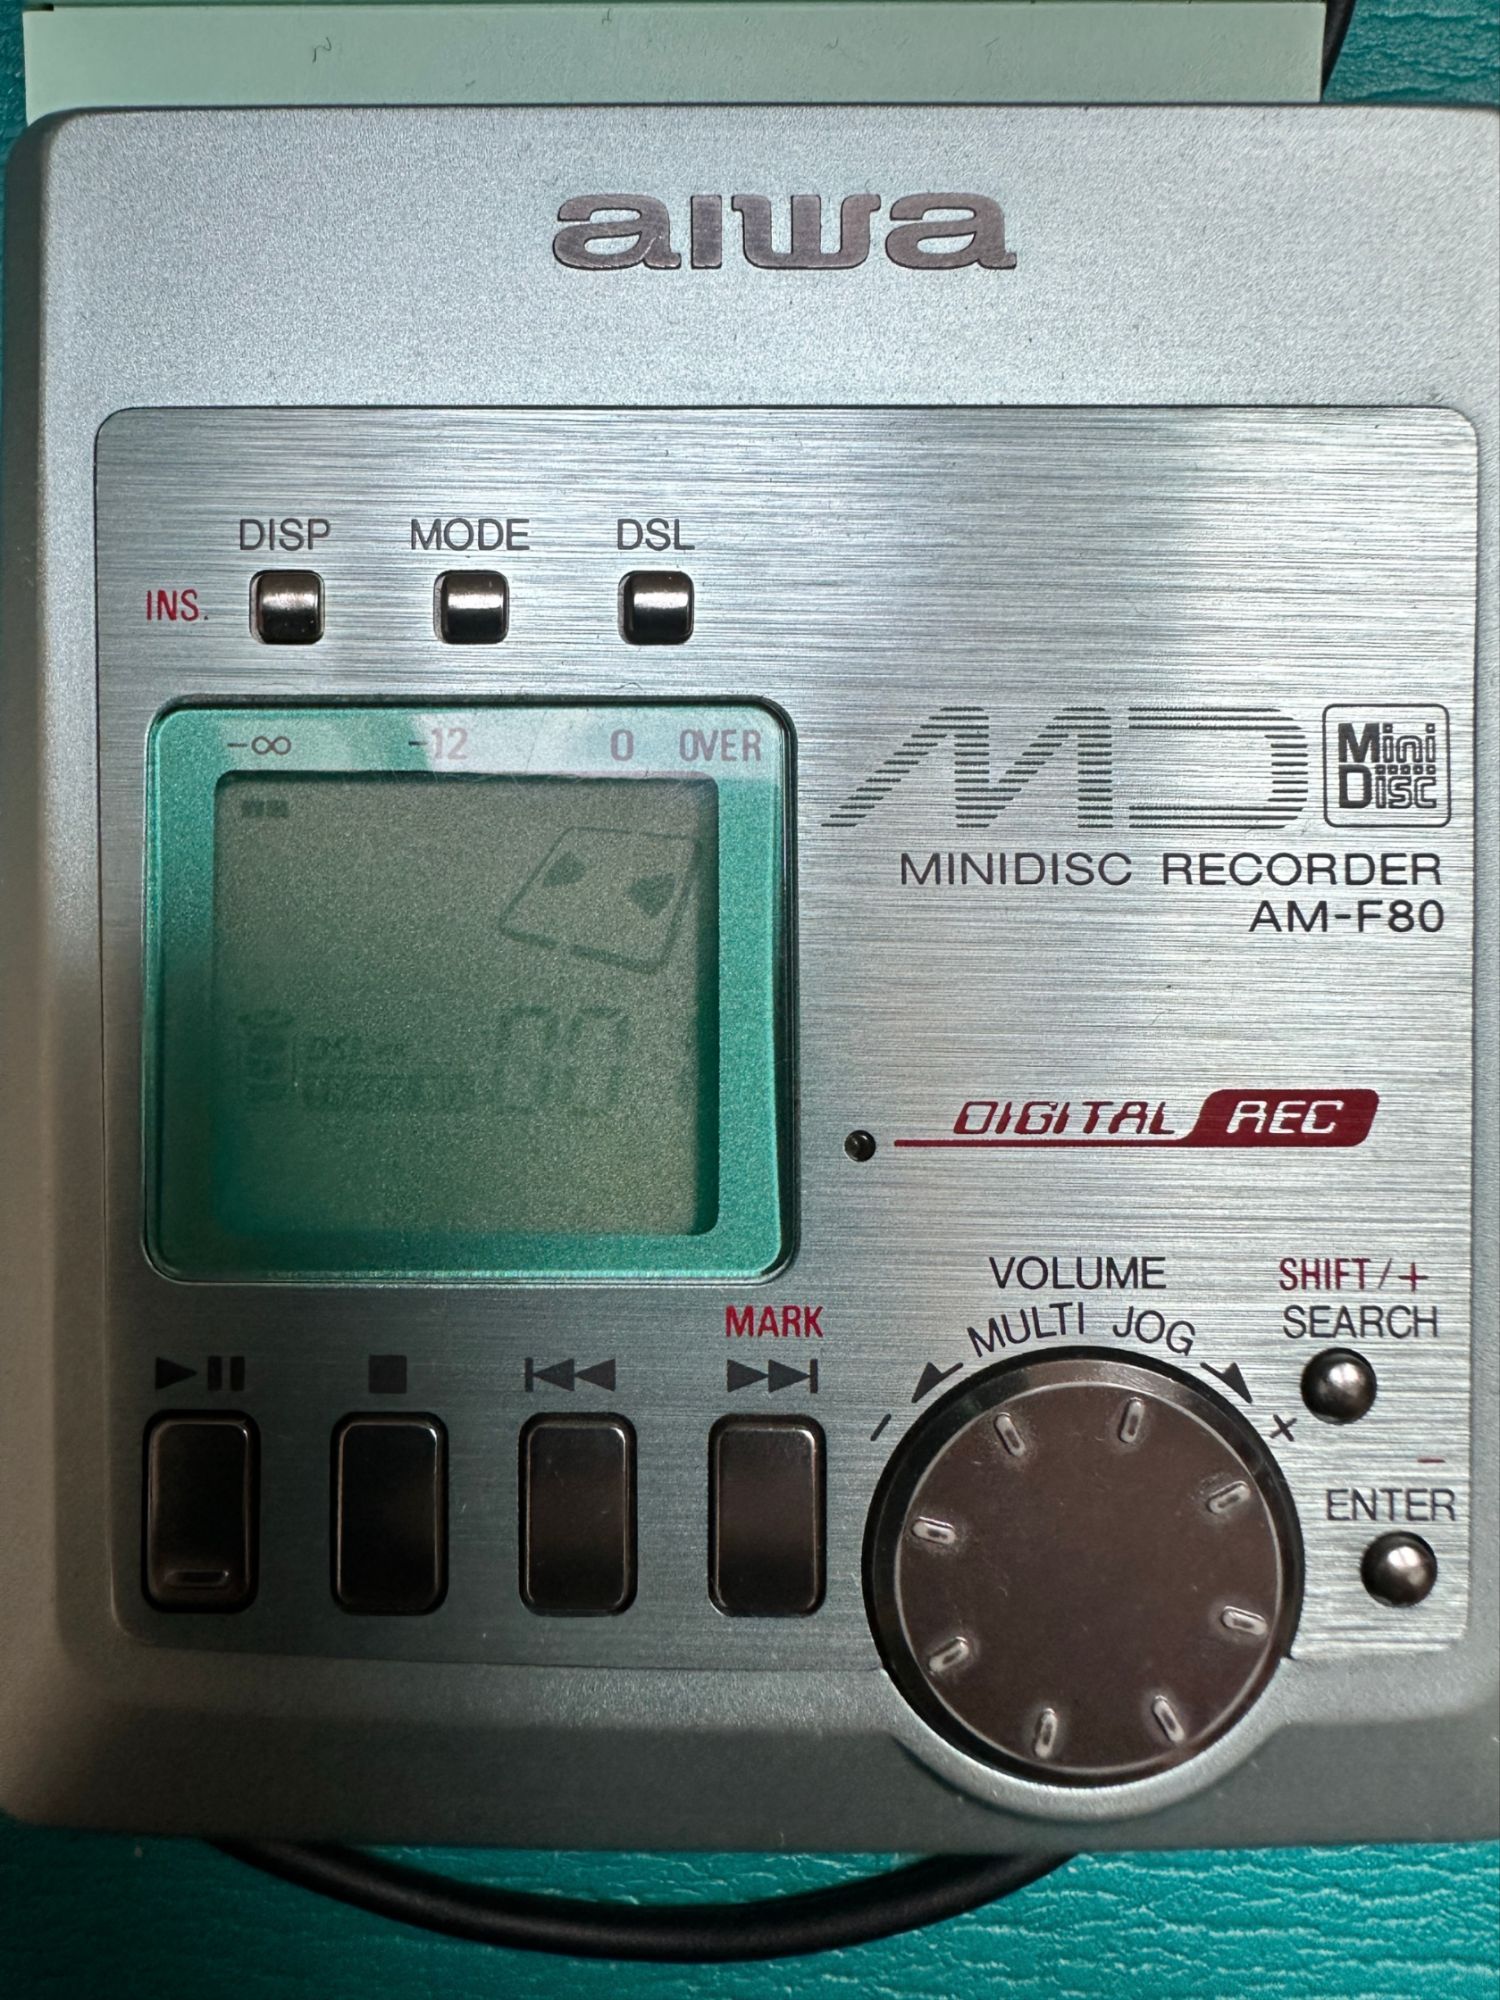 aiwa
DISP MODE DSL
INS.
-∞ -12 0 OVER
MD Mini Disc
MINIDISC RECORDER
AM-F80
DIGITAL REC
VOLUME
MULTI JOG
SHIFT/+
SEARCH
MARK
- +
-
ENTER